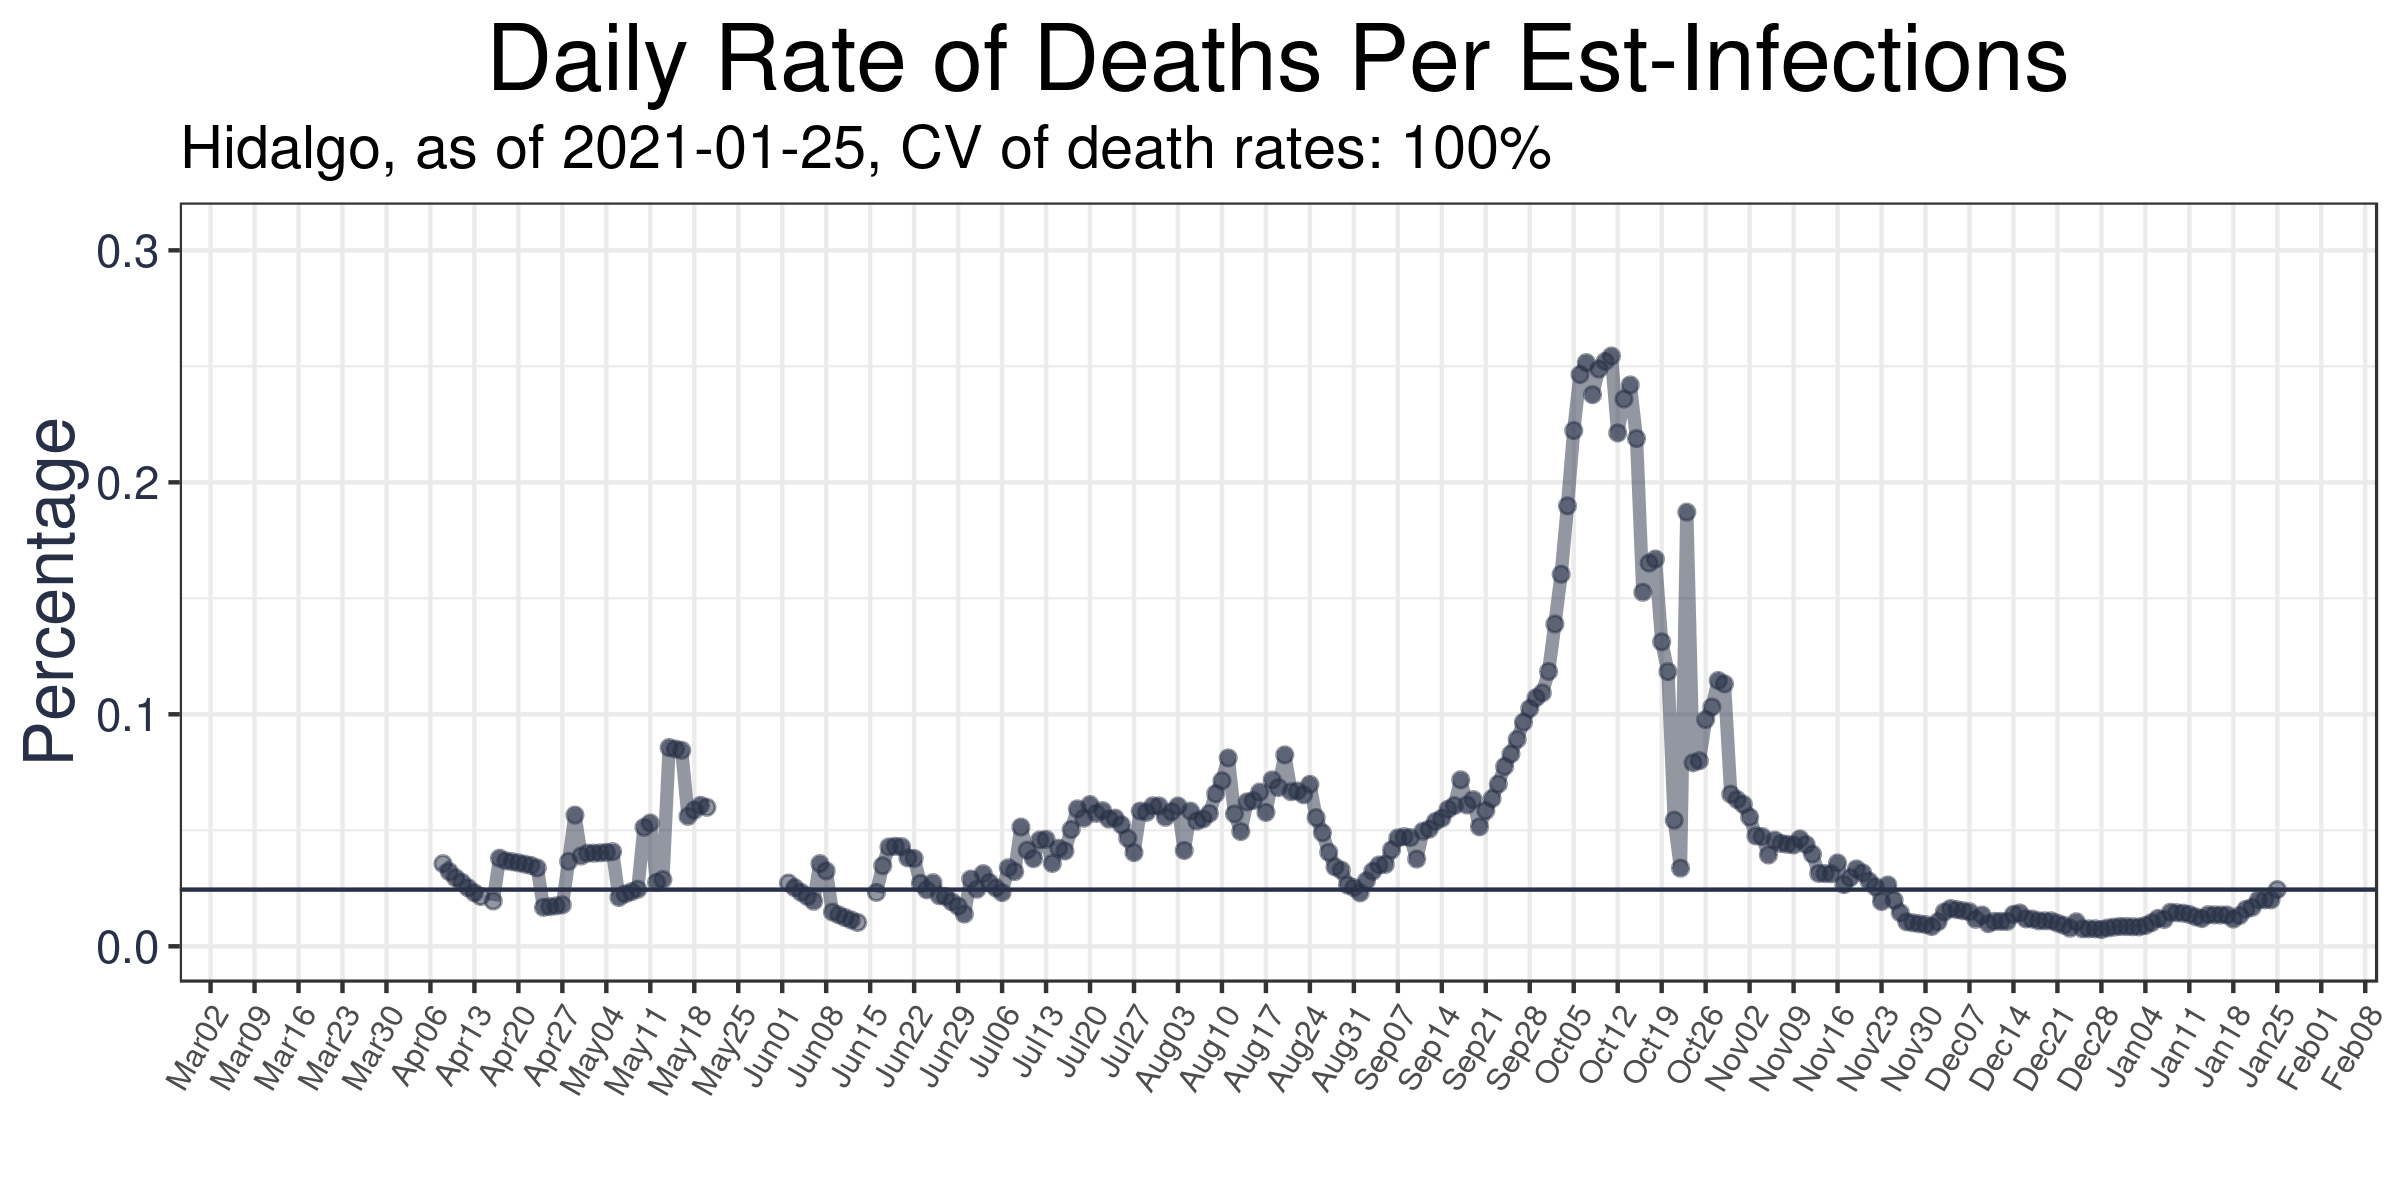 Daily Rate of Deaths Per Est-Infections
Hidalgo, as of 2021-01-25, CV of death rates: 100%
Percentage
0.3
0.2
0.1
0.0
Mar02 Mar09 Mar16 Mar23 Mar30 Apr06 Apr13 Apr20 Apr27 May04 May11 May18 May25 Jun01 Jun08 Jun15 Jun22 Jun29 Jul06 Jul13 Jul20 Jul27 Aug03 Aug10 Aug17 Aug24 Aug31 Sep07 Sep14 Sep21 Sep28 Oct05 Oct12 Oct19 Oct26 Nov02 Nov09 Nov16 Nov23 Nov30 Dec07 Dec14 Dec21 Dec28 Jan04 Jan11 Jan18 Jan25 Feb01 Feb08